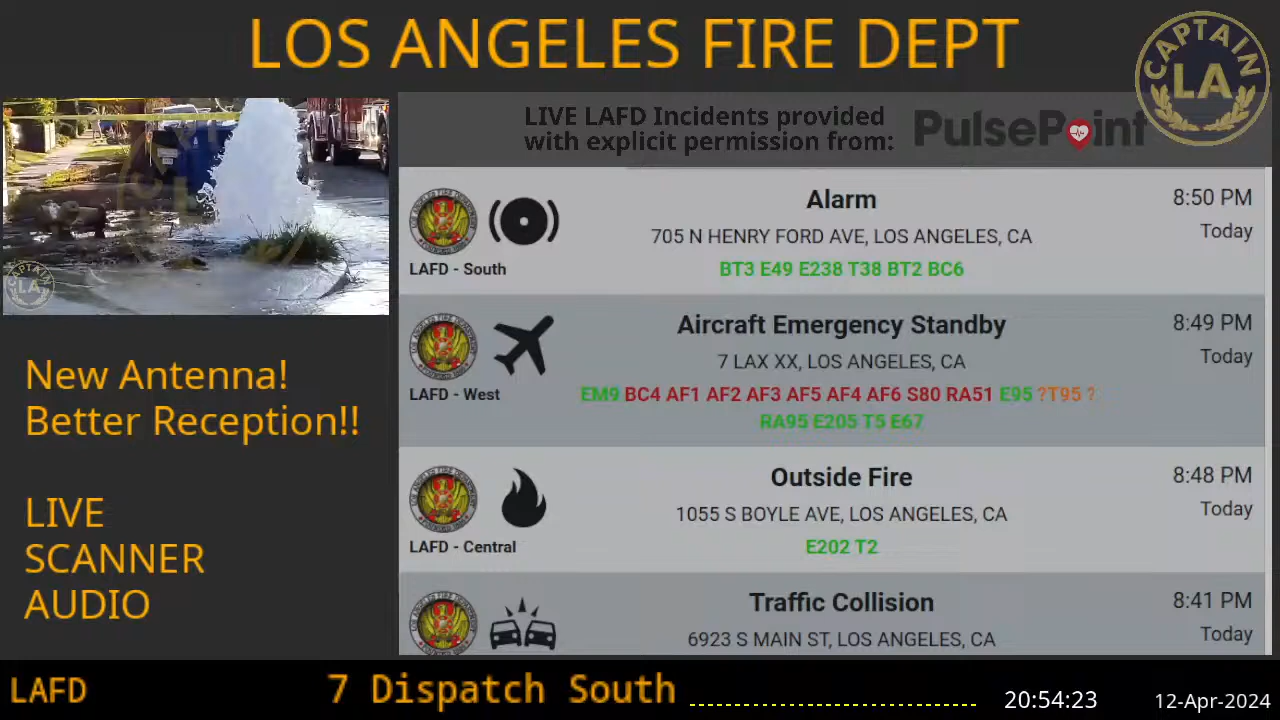 LOS ANGELES FIRE DEPT
CAPTAIN
LA
LIVE LAFD Incidents provided
with explicit permission from:
PulsePoint
Alarm
8:50 PM
705 N HENRY FORD AVE, LOS ANGELES, CA
Today
LAFD - South
BT3 E49 E238 T38 BT2 BC6
Aircraft Emergency Standby
8:49 PM
7 LAX XX, LOS ANGELES, CA
Today
LAFD - West
EM9 BC4 AF1 AF2 AF3 AF5 AF4 AF6 S80 RA51 E95 ?T95 ?
RA95 E205 T5 E67
Outside Fire
8:48 PM
1055 S BOYLE AVE, LOS ANGELES, CA
Today
LAFD - Central
E202 T2
Traffic Collision
8:41 PM
6923 S MAIN ST, LOS ANGELES, CA
Today
CAPTAIN
LA
New Antenna!
Better Reception!!
LIVE
SCANNER
AUDIO
LAFD
7 Dispatch South
20:54:23
12-Apr-2024